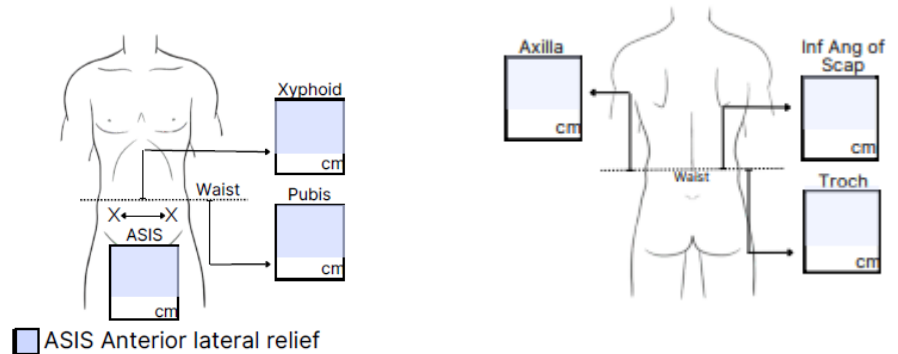 Xyphoid
cm
Waist
Pubis
X X
ASIS
cm
cm
ASIS Anterior lateral relief
Axilla
cm
Inf Ang of
Scap
cm
Waist
Troch
cm